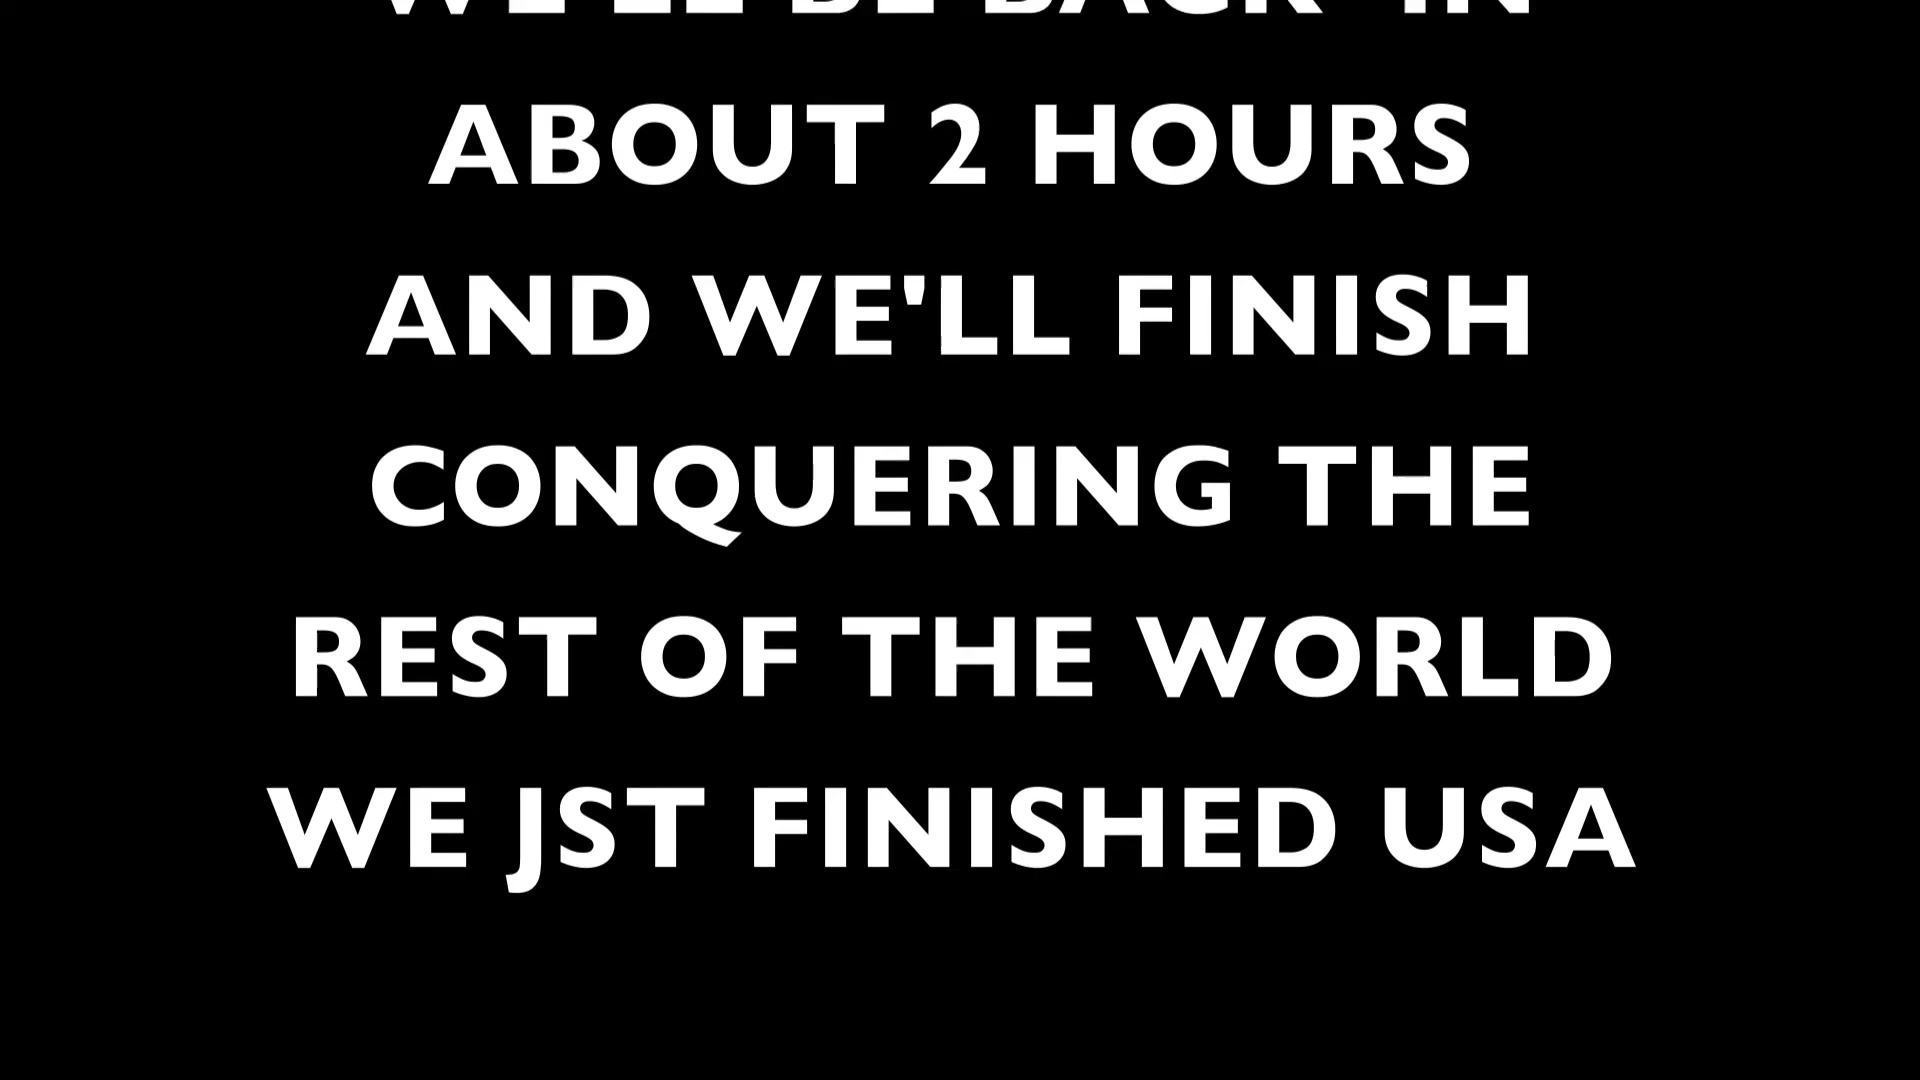 WE'LL BE BACK IN
ABOUT 2 HOURS
AND WE'LL FINISH
CONQUERING THE
REST OF THE WORLD
WE JST FINISHED USA